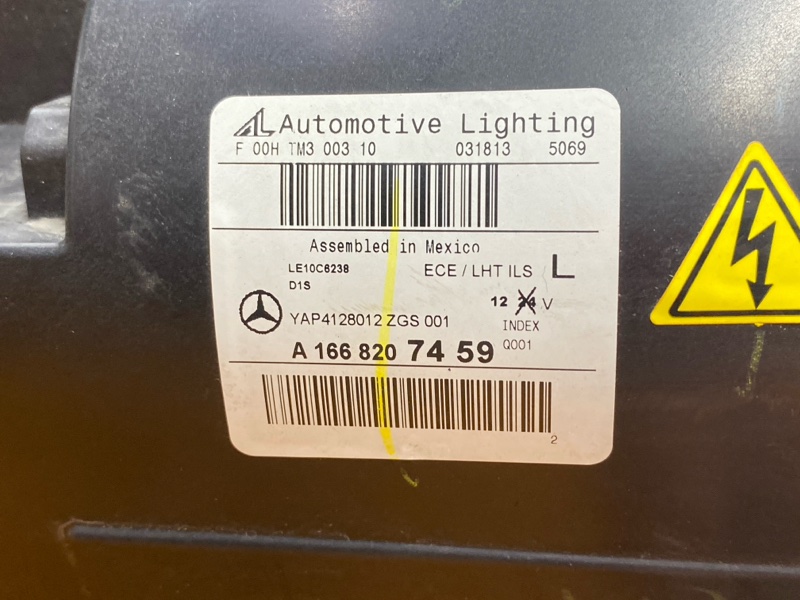 AL Automotive Lighting
F 00H TM3 003 10 031813 5069
Assembled in Mexico
LE10C6238 ECE / LHT ILS L
D1S
12 24 V
YAP4128012 ZGS 001 INDEX
A 166 820 74 59 Q001
2